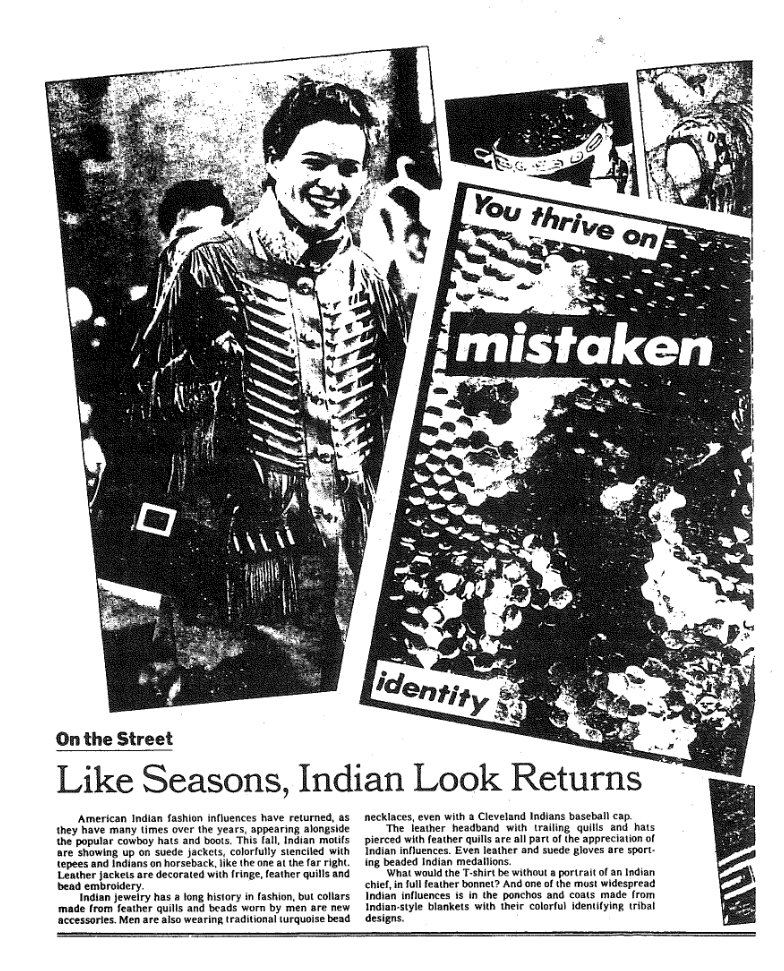 You thrive on
mistaken
identity
On the Street
Like Seasons, Indian Look Returns
American Indian fashion influences have returned, as
they have many times over the years, appearing alongside
the popular cowboy hats and boots. This fall, Indian motifs
are showing up on suede jackets, colorfully stenciled with
tepees and Indians on horseback, like the one at the far right.
Leather jackets are decorated with fringe, feather quills and
bead embroidery.
Indian jewelry has a long history in fashion, but collars
made from feather quills and beads worn by men are new
accessories. Men are also wearing traditional turquoise bead
necklaces, even with a Cleveland Indians baseball cap.
The leather headband with trailing quills and hats
pierced with feather quills are all part of the appreciation of
Indian influences. Even leather and suede gloves are sport-
ing beaded Indian medallions.
What would the T-shirt be without a portrait of an Indian
chief, in full feather bonnet? And one of the most widespread
Indian influences is in the ponchos and coats made from
Indian-style blankets with their colorful identifying tribal
designs.